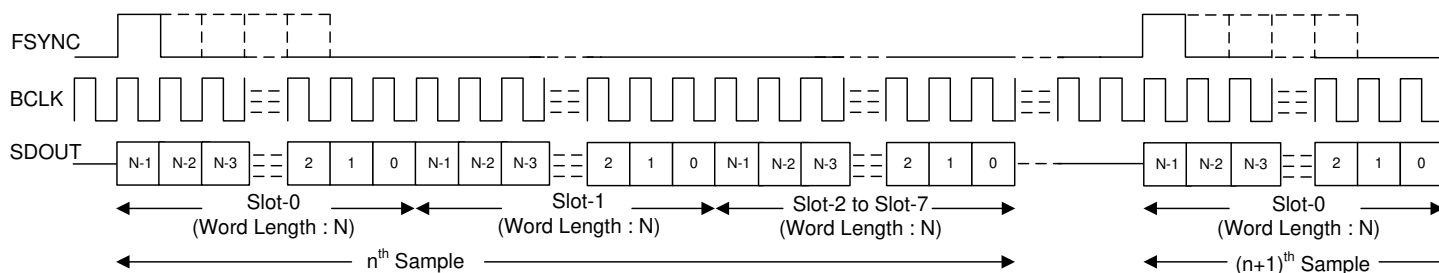 FSYNC
BCLK
SDOUT N-1 N-2 N-3 2 1 0 N-1 N-2 N-3 2 1 0 N-1 N-2 N-3 2 1 0 N-1 N-2 N-3 2 1 0
Slot-0 Slot-1 Slot-2 to Slot-7 Slot-0
(Word Length : N) (Word Length : N) (Word Length : N) (Word Length : N)
nth Sample (n+1)th Sample